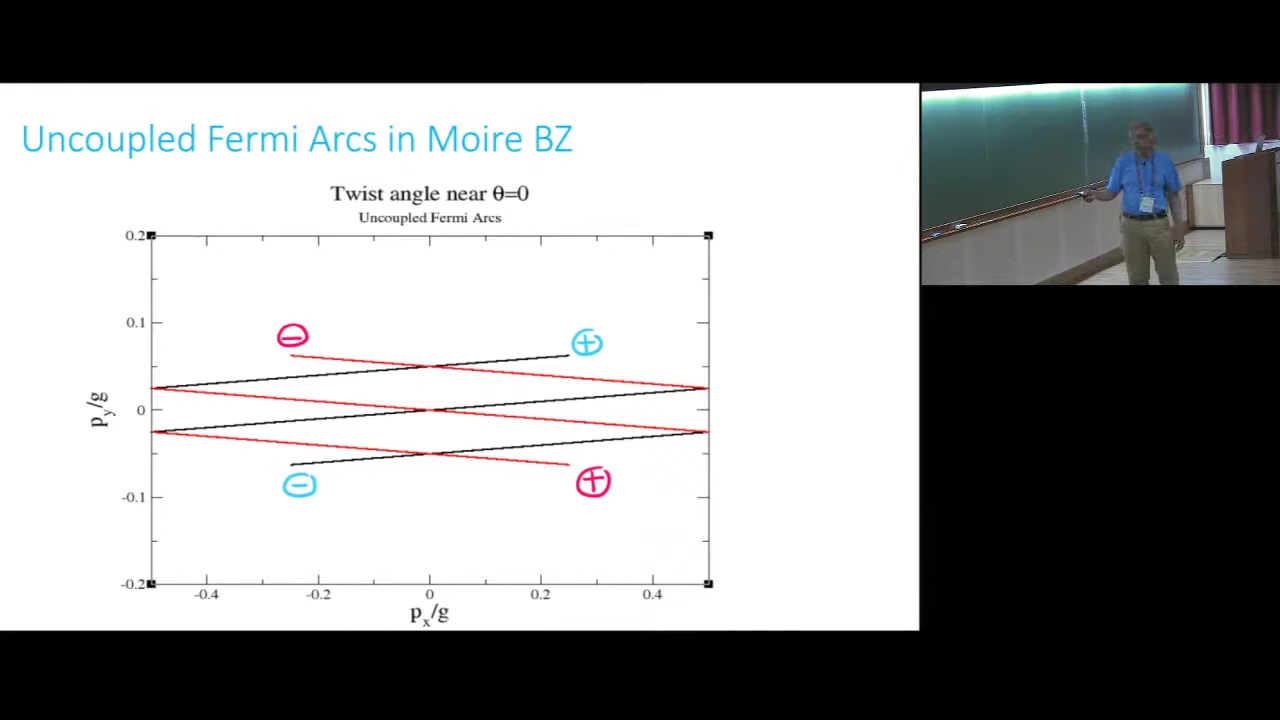 Uncoupled Fermi Arcs in Moire BZ
Twist angle near θ=0
Uncoupled Fermi Arcs
0.2
0.1
0
-0.1
-0.2
p_y/g
− +
− +
-0.4 -0.2 0 0.2 0.4
p_x/g